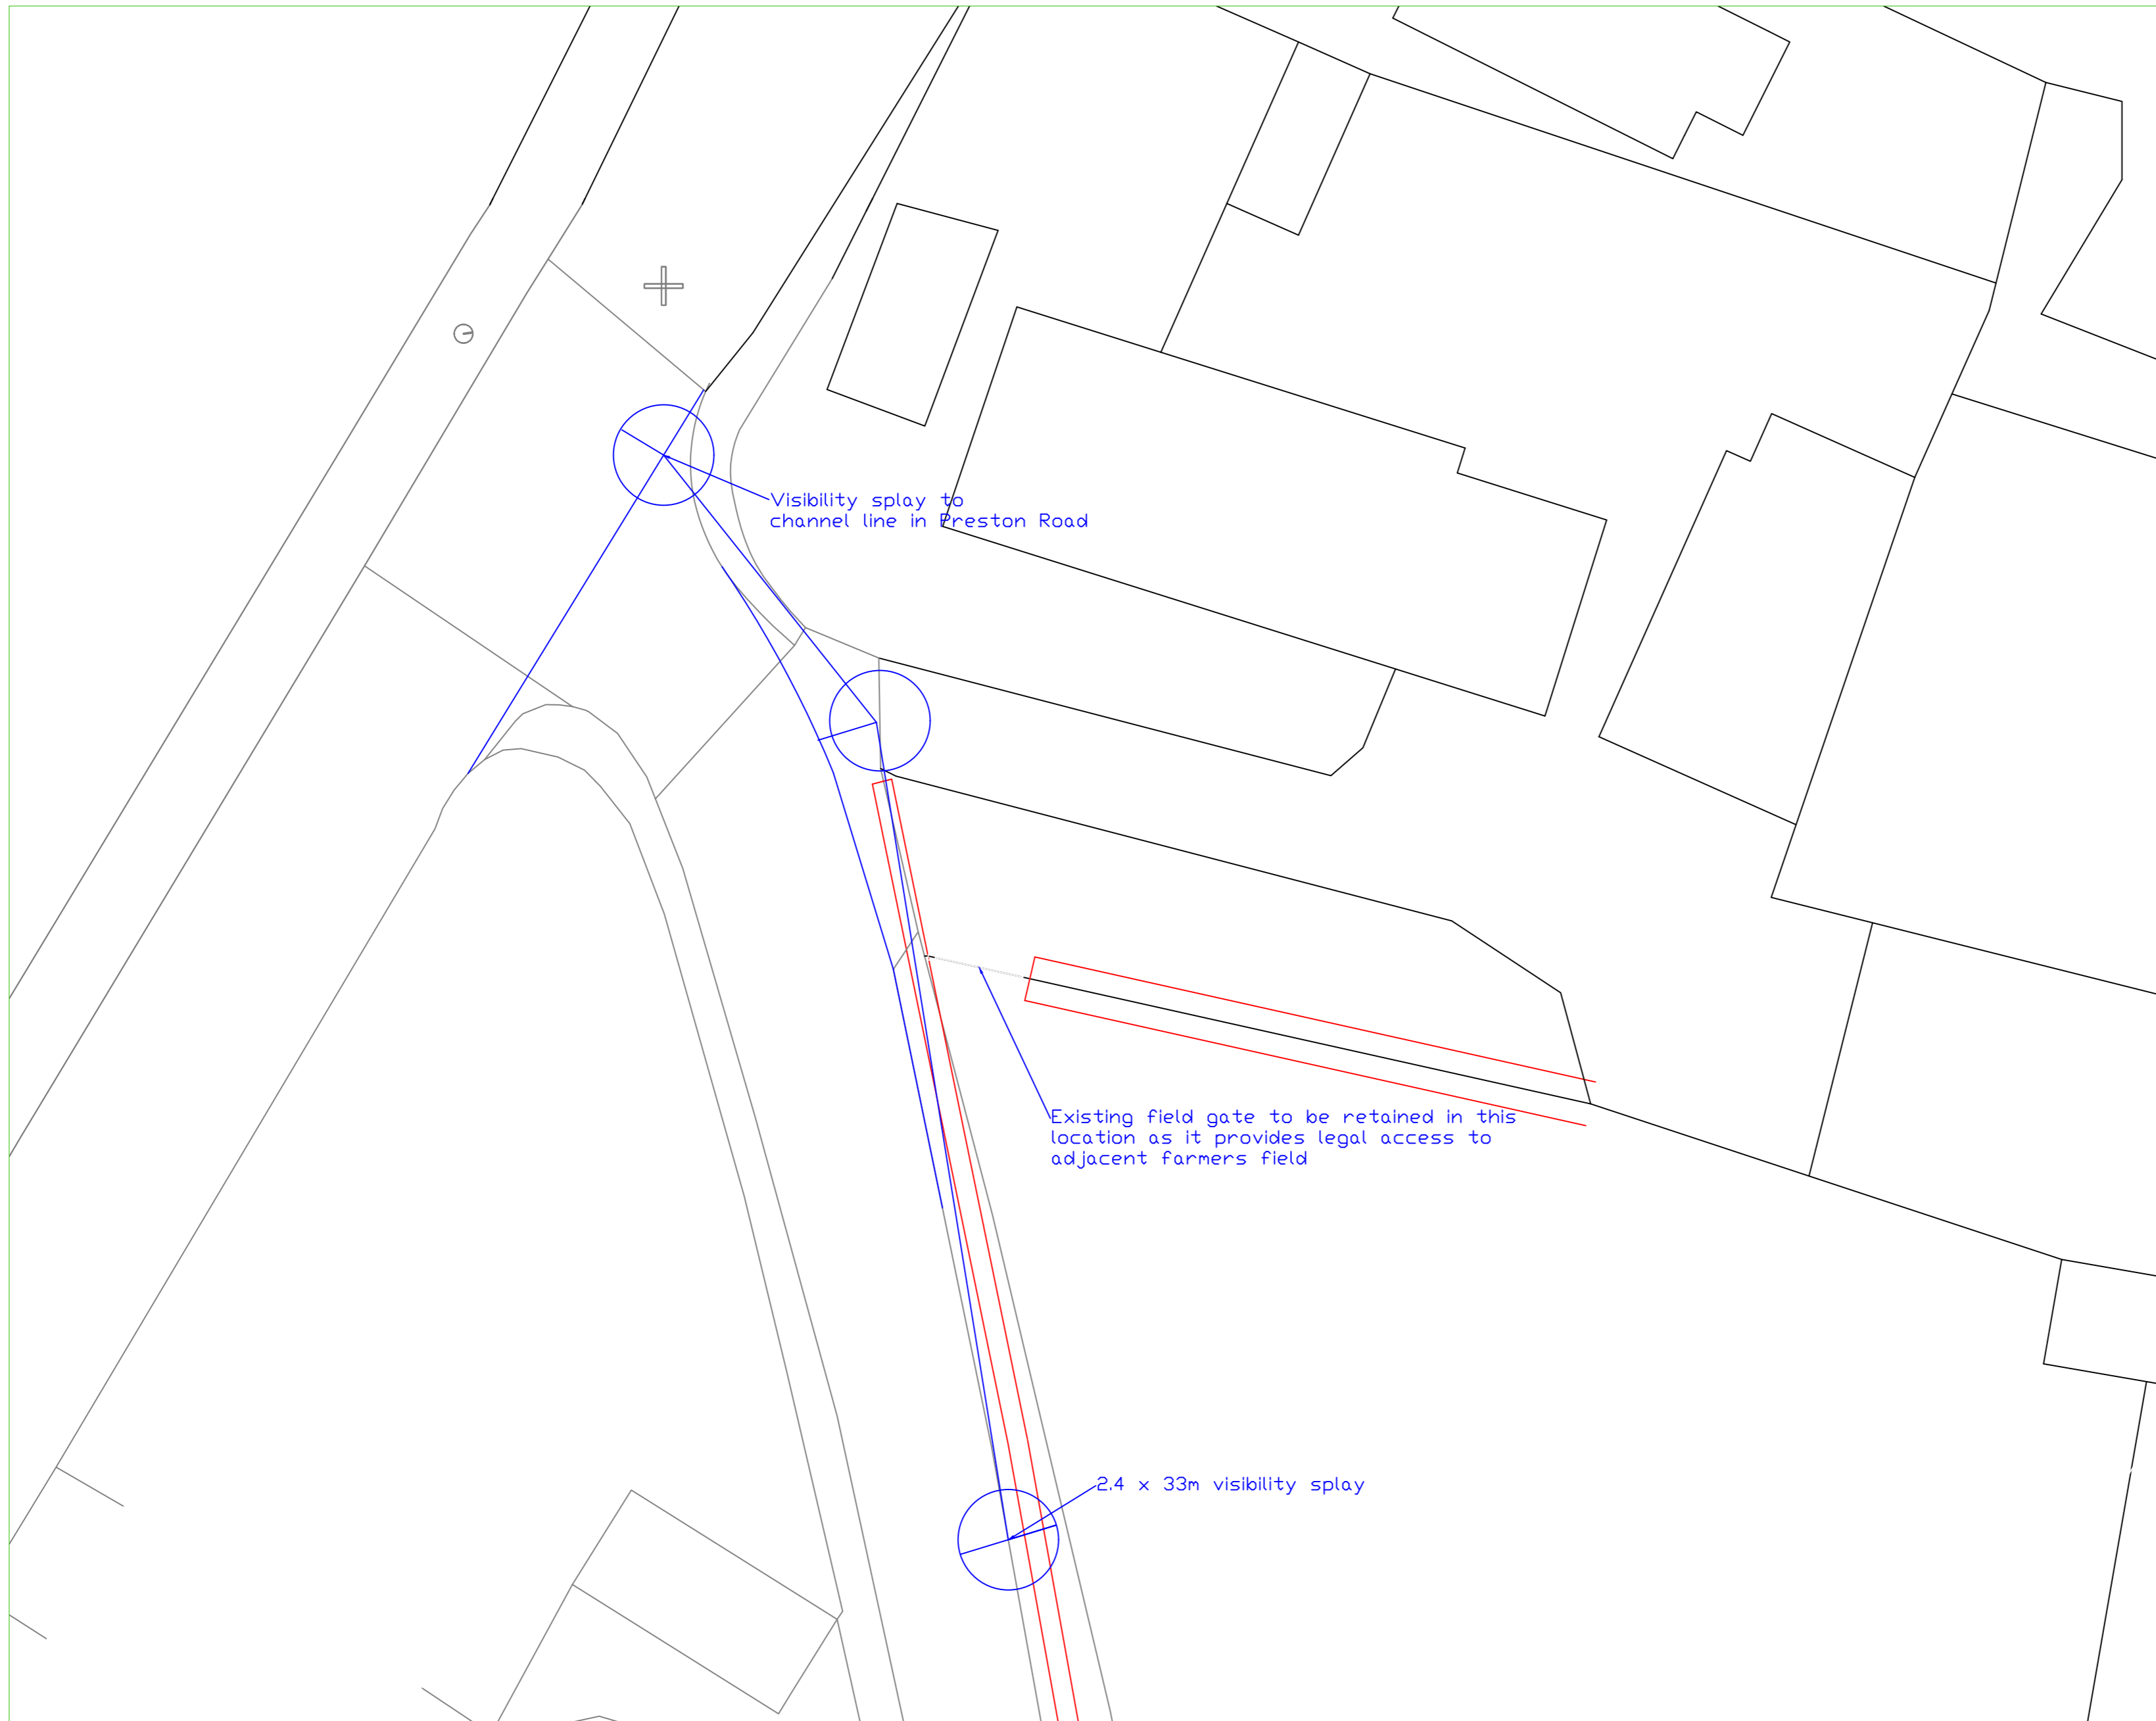 Visibility splay to
channel line in Preston Road
Existing field gate to be retained in this
location as it provides legal access to
adjacent farmers field
2.4 x 33m visibility splay